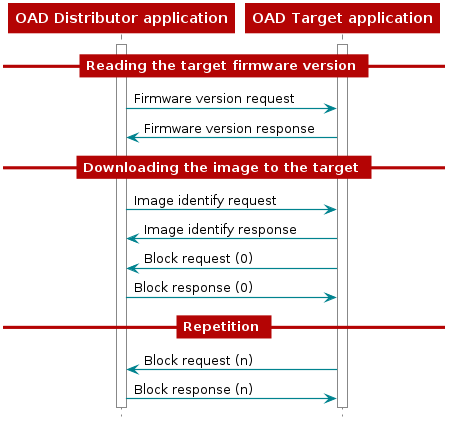 OAD Distributor application
OAD Target application
Reading the target firmware version
Firmware version request
Firmware version response
Downloading the image to the target
Image identify request
Image identify response
Block request (0)
Block response (0)
Repetition
Block request (n)
Block response (n)